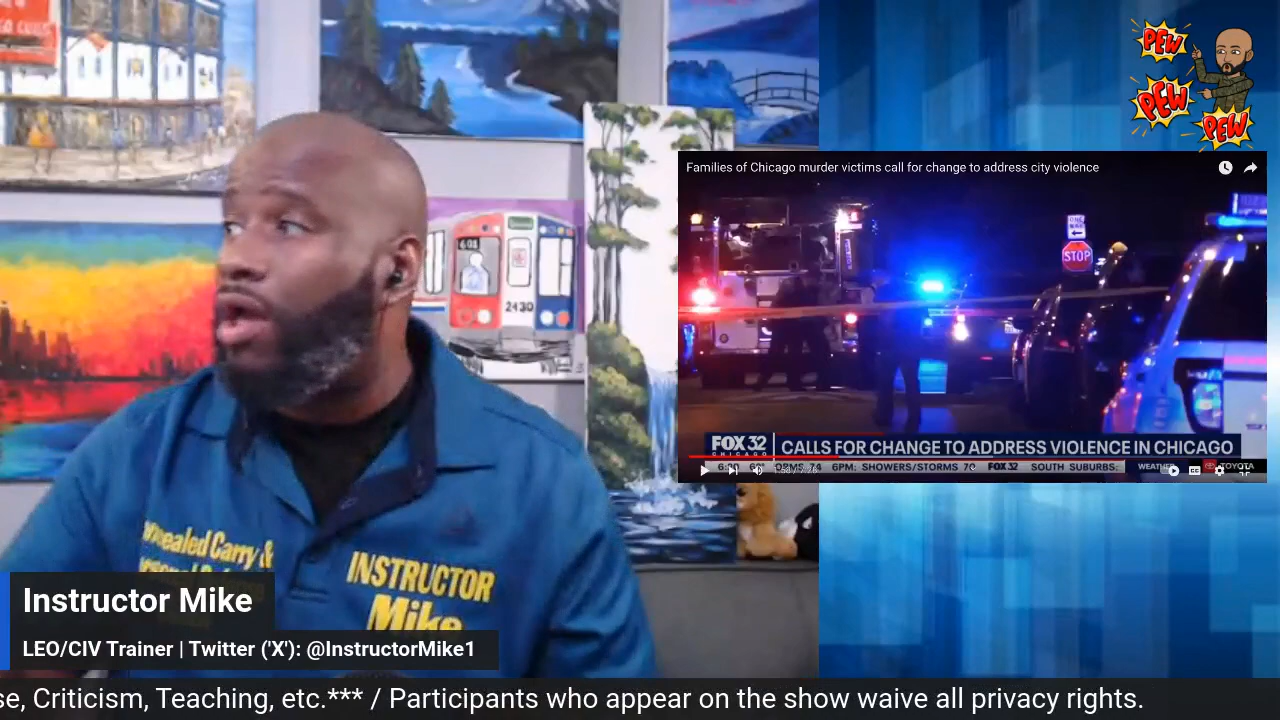 PEW
PEW
PEW
Families of Chicago murder victims call for change to address city violence
ONE WAY
STOP
601
2430
FOX 32
CHICAGO
CALLS FOR CHANGE TO ADDRESS VIOLENCE IN CHICAGO
6PM: SHOWERS/STORMS
FOX 32
SOUTH SUBURBS:
WEATHER
TOYOTA
Carry &
INSTRUCTOR
Mike
Instructor Mike
LEO/CIV Trainer | Twitter ('X'): @InstructorMike1
se, Criticism, Teaching, etc.*** / Participants who appear on the show waive all privacy rights.